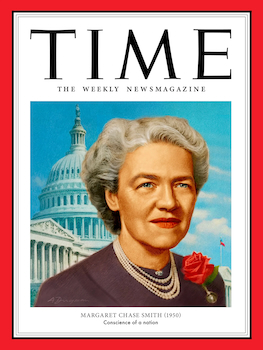 TIME
THE WEEKLY NEWSMAGAZINE
MARGARET CHASE SMITH (1950)
Conscience of a nation